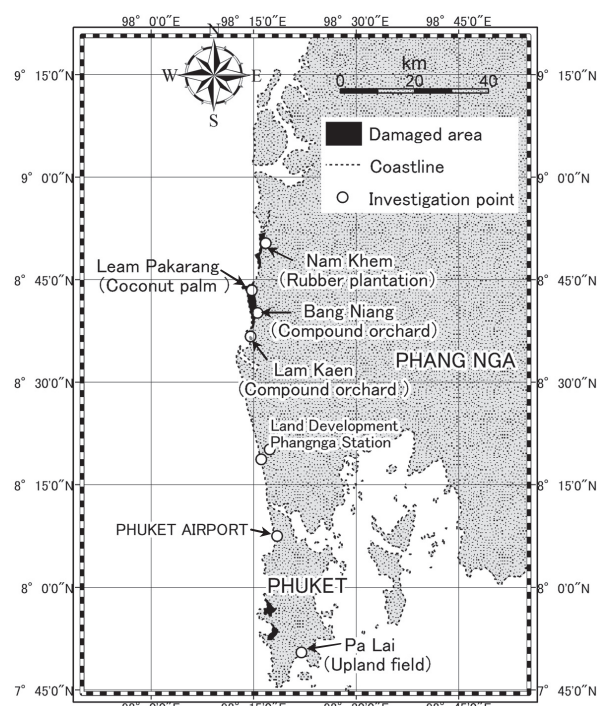 98° 0′0″E 98° 15′0″E 98° 30′0″E 98° 45′0″E
N
W E
S
km
0 20 40
Damaged area
Coastline
Investigation point
9° 15′0″N 9° 15′0″N
9° 0′0″N 9° 0′0″N
Nam Khem
(Rubber plantation)
Leam Pakarang
(Coconut palm )
8° 45′0″N 8° 45′0″N
Bang Niang
(Compound orchard)
PHANG NGA
Lam Kaen
(Compound orchard )
8° 30′0″N 8° 30′0″N
Land Development
Phangnga Station
8° 15′0″N 8° 15′0″N
PHUKET AIRPORT
8° 0′0″N 8° 0′0″N
PHUKET
Pa Lai
(Upland field)
7° 45′0″N 7° 45′0″N